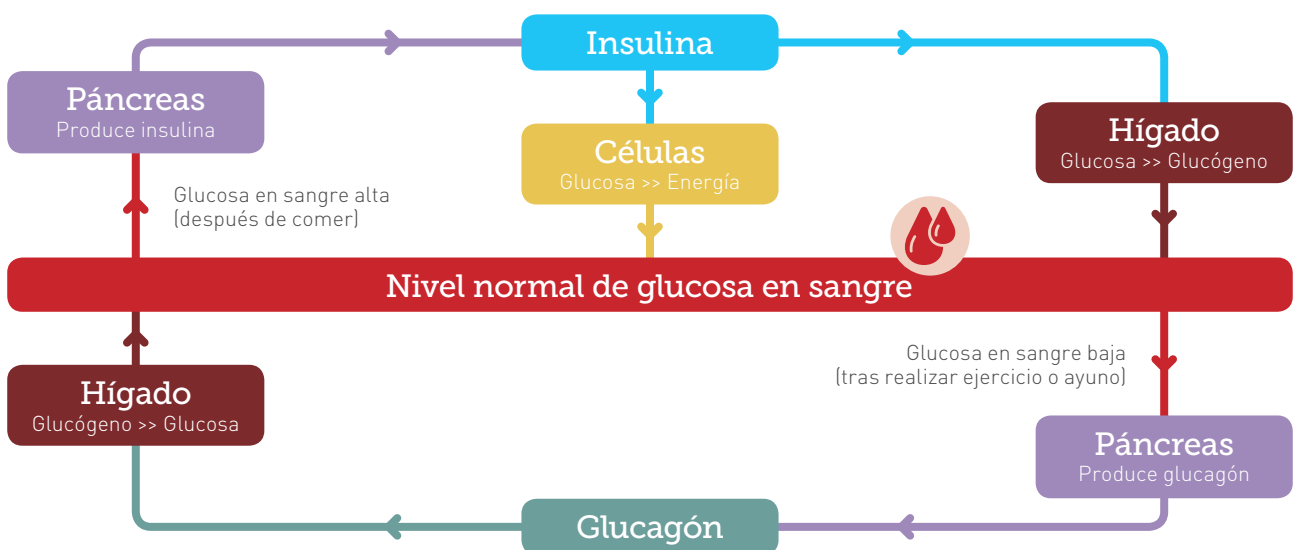 Insulina
Páncreas
Produce insulina
Células
Glucosa >> Energía
Hígado
Glucosa >> Glucógeno
Glucosa en sangre alta
(después de comer)
Nivel normal de glucosa en sangre
Glucosa en sangre baja
(tras realizar ejercicio o ayuno)
Hígado
Glucógeno >> Glucosa
Páncreas
Produce glucagón
Glucagón